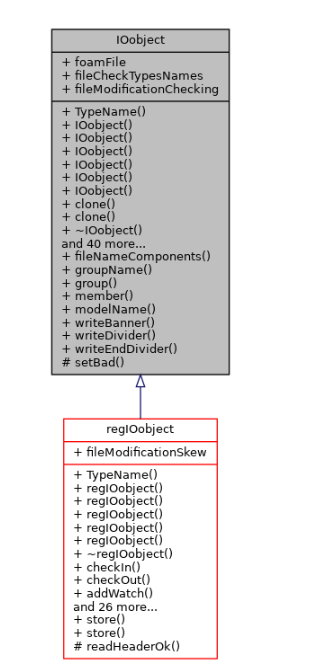 IOobject
+ foamFile
+ fileCheckTypesNames
+ fileModificationChecking
+ TypeName()
+ IOobject()
+ IOobject()
+ IOobject()
+ IOobject()
+ IOobject()
+ IOobject()
+ clone()
+ clone()
+ ~IOobject()
and 40 more...
+ fileNameComponents()
+ groupName()
+ group()
+ member()
+ modelName()
+ writeBanner()
+ writeDivider()
+ writeEndDivider()
# setBad()
regIOobject
+ fileModificationSkew
+ TypeName()
+ regIOobject()
+ regIOobject()
+ regIOobject()
+ regIOobject()
+ regIOobject()
+ ~regIOobject()
+ checkIn()
+ checkOut()
+ addWatch()
and 26 more...
+ store()
+ store()
# readHeaderOk()